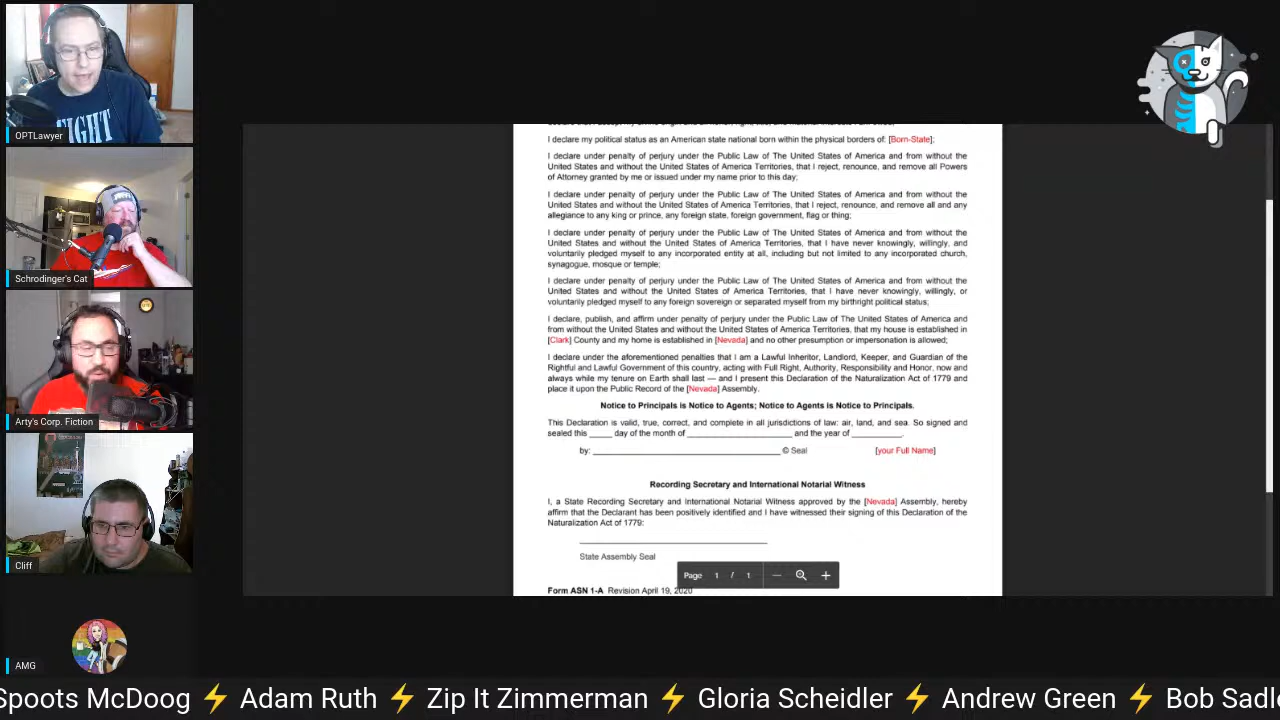 OPTLawyer
Schrodinger's Cat
Arty's Corp. Fiction
Cliff
AMG
I declare my political status as an American state national born within the physical borders of: [Born-State];
I declare under penalty of perjury under the Public Law of The United States of America and from without the
United States and without the United States of America Territories, that I reject, renounce, and remove all Powers
of Attorney granted by me or issued under my name prior to this day;
I declare under penalty of perjury under the Public Law of The United States of America and from without the
United States and without the United States of America Territories, that I reject, renounce, and remove all and any
allegiance to any king or prince, any foreign state, foreign government, flag or thing;
I declare under penalty of perjury under the Public Law of The United States of America and from without the
United States and without the United States of America Territories, that I have never knowingly, willingly, and
voluntarily pledged myself to any incorporated entity at all, including but not limited to any incorporated church,
synagogue, mosque or temple;
I declare under penalty of perjury under the Public Law of The United States of America and from without the
United States and without the United States of America Territories, that I have never knowingly, willingly, or
voluntarily pledged myself to any foreign sovereign or separated myself from my birthright political status;
I declare, publish, and affirm under penalty of perjury under the Public Law of The United States of America and
from without the United States and without the United States of America Territories, that my house is established in
[Clark] County and my home is established in [Nevada] and no other presumption or impersonation is allowed;
I declare under the aforementioned penalties that I am a Lawful Inheritor, Landlord, Keeper, and Guardian of the
Rightful and Lawful Government of this country, acting with Full Right, Authority, Responsibility and Honor, now and
always while my tenure on Earth shall last — and I present this Declaration of the Naturalization Act of 1779 and
place it upon the Public Record of the [Nevada] Assembly.
Notice to Principals is Notice to Agents; Notice to Agents is Notice to Principals.
This Declaration is valid, true, correct, and complete in all jurisdictions of law: air, land, and sea. So signed and
sealed this _____ day of the month of ______________________ and the year of __________.
by: ________________________________________ © Seal [your Full Name]
Recording Secretary and International Notarial Witness
I, a State Recording Secretary and International Notarial Witness approved by the [Nevada] Assembly, hereby
affirm that the Declarant has been positively identified and I have witnessed their signing of this Declaration of the
Naturalization Act of 1779:
State Assembly Seal
Page 1 / 1
Form ASN 1-A Revision April 19, 2020
Spoots McDoog ⚡ Adam Ruth ⚡ Zip It Zimmerman ⚡ Gloria Scheidler ⚡ Andrew Green ⚡ Bob Sadl